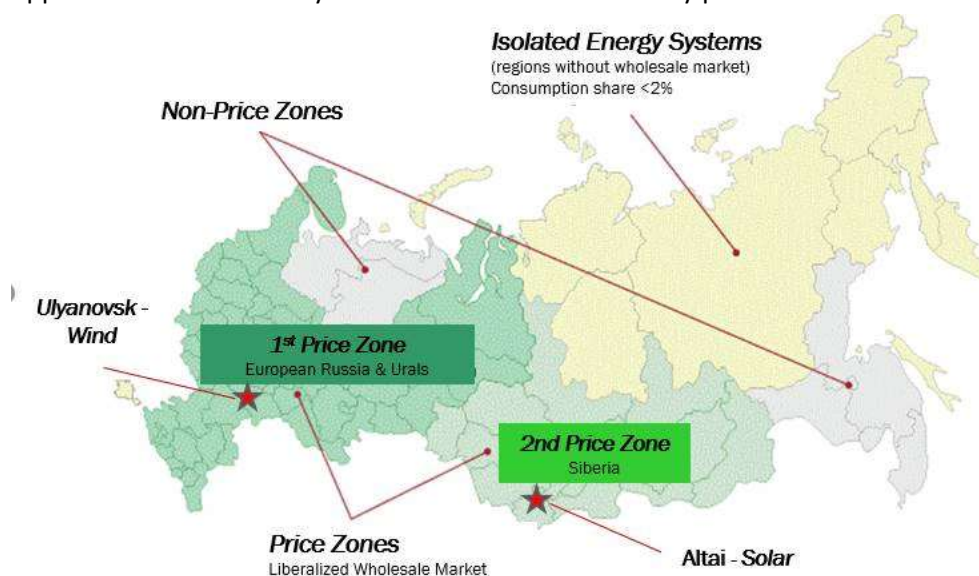 Isolated Energy Systems
(regions without wholesale market)
Consumption share <2%
Non-Price Zones
Ulyanovsk -
Wind
1st Price Zone
European Russia & Urals
2nd Price Zone
Siberia
Price Zones
Liberalized Wholesale Market
Altai - Solar